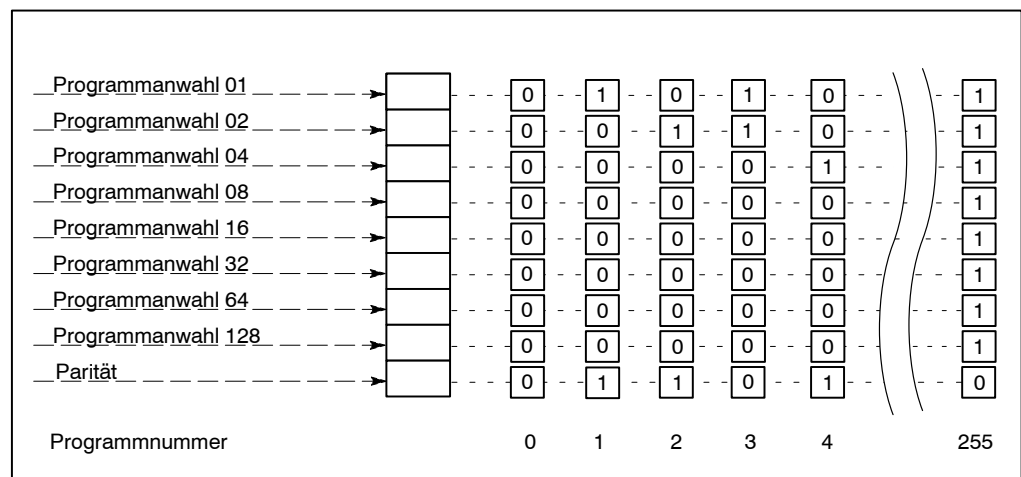 Programmanwahl 01 0 1 0 1 0 1
Programmanwahl 02 0 0 1 1 0 1
Programmanwahl 04 0 0 0 0 1 1
Programmanwahl 08 0 0 0 0 0 1
Programmanwahl 16 0 0 0 0 0 1
Programmanwahl 32 0 0 0 0 0 1
Programmanwahl 64 0 0 0 0 0 1
Programmanwahl 128 0 0 0 0 0 1
Parität 0 1 1 0 1 0
Programmnummer 0 1 2 3 4 255